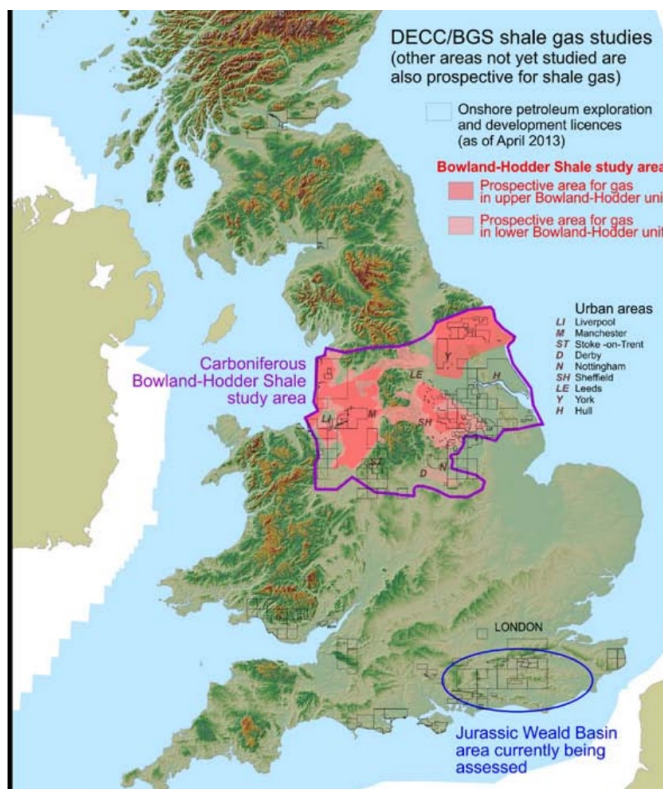 DECC/BGS shale gas studies
(other areas not yet studied are
also prospective for shale gas)
Onshore petroleum exploration
and development licences
(as of April 2013)
Bowland-Hodder Shale study area
Prospective area for gas
in upper Bowland-Hodder unit
Prospective area for gas
in lower Bowland-Hodder unit
Urban areas
LI Liverpool
M Manchester
ST Stoke -on-Trent
D Derby
N Nottingham
SH Sheffield
LE Leeds
Y York
H Hull
Carboniferous
Bowland-Hodder Shale
study area
Y
LE
H
LI
M
SH
D
N
LONDON
Jurassic Weald Basin
area currently being
assessed